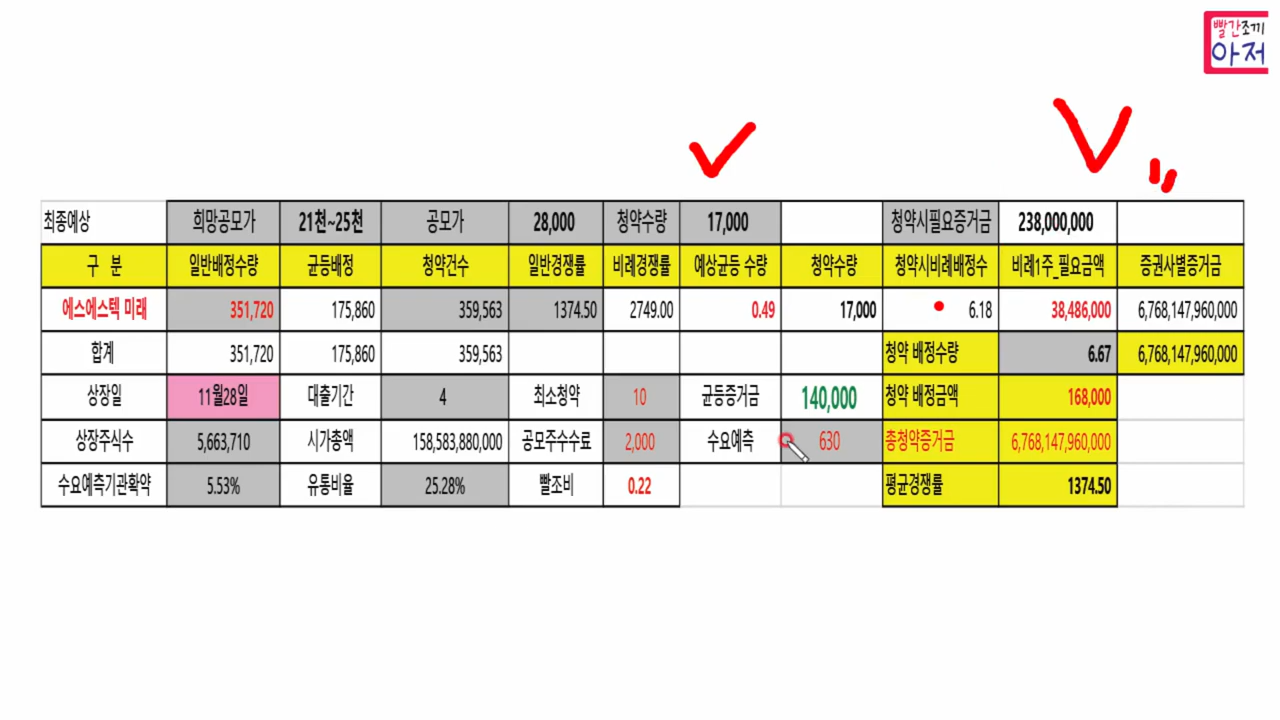 빨간조끼
아저
최종예상 희망공모가 21천~25천 공모가 28,000 청약수량 17,000 청약시필요증거금 238,000,000
구 분 일반배정수량 균등배정 청약건수 일반경쟁률 비례경쟁률 예상균등 수량 청약수량 청약시비례배정수 비례1주_필요금액 증권사별증거금
에스에스텍 미래 351,720 175,860 359,563 1374.50 2749.00 0.49 17,000 6.18 38,486,000 6,768,147,960,000
합계 351,720 175,860 359,563 청약 배정수량 6.67 6,768,147,960,000
상장일 11월28일 대출기간 4 최소청약 10 균등증거금 140,000 청약 배정금액 168,000
상장주식수 5,663,710 시가총액 158,583,880,000 공모주수수료 2,000 수요예측 630 총청약증거금 6,768,147,960,000
수요예측기관확약 5.53% 유통비율 25.28% 빨조비 0.22 평균경쟁률 1374.50